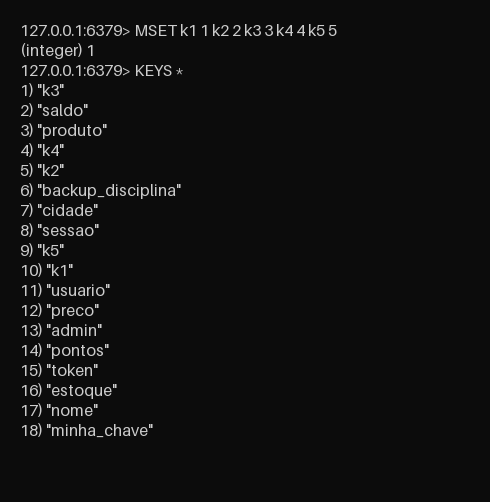 127.0.0.1:6379> MSET k1 1 k2 2 k3 3 k4 4 k5 5
(integer) 1
127.0.0.1:6379> KEYS *
1) "k3"
2) "saldo"
3) "produto"
4) "k4"
5) "k2"
6) "backup_disciplina"
7) "cidade"
8) "sessao"
9) "k5"
10) "k1"
11) "usuario"
12) "preco"
13) "admin"
14) "pontos"
15) "token"
16) "estoque"
17) "nome"
18) "minha_chave"